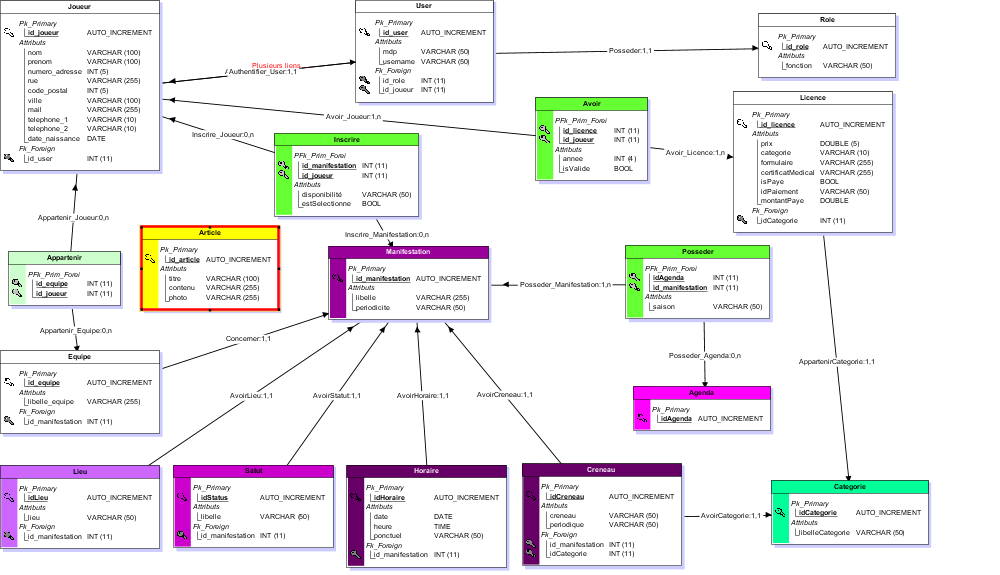 Joueur
Pk_Primary
id_joueur AUTO_INCREMENT
Attributs
nom VARCHAR (100)
prenom VARCHAR (100)
numero_adresse INT (5)
rue VARCHAR (255)
code_postal INT (5)
ville VARCHAR (100)
mail VARCHAR (255)
telephone_1 VARCHAR (10)
telephone_2 VARCHAR (10)
date_naissance DATE
Fk_Foreign
id_user INT (11)
User
Pk_Primary
id_user AUTO_INCREMENT
Attributs
mdp VARCHAR (50)
username VARCHAR (50)
Fk_Foreign
id_role INT (11)
id_joueur INT (11)
Role
Pk_Primary
id_role AUTO_INCREMENT
Attributs
fonction VARCHAR (50)
Posseder:1,1
Plusieurs liens
Authentifier_User:1,1
Avoir_Joueur:1,n
Inscrire_Joueur:0,n
Avoir
PFk_Prim_Forei
id_licence INT (11)
id_joueur INT (11)
Attributs
annee INT (4)
isValide BOOL
Avoir_Licence:1,n
Licence
Pk_Primary
id_licence AUTO_INCREMENT
Attributs
prix DOUBLE (5)
categorie VARCHAR (10)
formulaire VARCHAR (255)
certificatMedical VARCHAR (255)
isPaye BOOL
idPaiement VARCHAR (50)
montantPaye DOUBLE
Fk_Foreign
idCategorie INT (11)
Inscrire
PFk_Prim_Forei
id_manifestation INT (11)
id_joueur INT (11)
Attributs
disponibilité VARCHAR (50)
estSelectionne BOOL
Inscrire_Manifestation:0,n
Appartenir_Joueur:0,n
Article
Pk_Primary
id_article AUTO_INCREMENT
Attributs
titre VARCHAR (100)
contenu VARCHAR (255)
photo VARCHAR (255)
Appartenir
PFk_Prim_Forei
id_equipe INT (11)
id_joueur INT (11)
Appartenir_Equipe:0,n
Manifestation
Pk_Primary
id_manifestation AUTO_INCREMENT
Attributs
libelle VARCHAR (255)
periodicite VARCHAR (50)
Posseder_Manifestation:1,n
Posseder
PFk_Prim_Forei
idAgenda INT (11)
id_manifestation INT (11)
Attributs
saison VARCHAR (50)
Posseder_Agenda:0,n
Concerner:1,1
Equipe
Pk_Primary
id_equipe AUTO_INCREMENT
Attributs
libelle_equipe VARCHAR (255)
Fk_Foreign
id_manifestation INT (11)
AppartenirCategorie:1,1
Agenda
Pk_Primary
idAgenda AUTO_INCREMENT
AvoirLieu:1,1
AvoirStatut:1,1
AvoirHoraire:1,1
AvoirCreneau:1,1
Lieu
Pk_Primary
idLieu AUTO_INCREMENT
Attributs
lieu VARCHAR (50)
Fk_Foreign
id_manifestation INT (11)
Satut
Pk_Primary
idStatus AUTO_INCREMENT
Attributs
libelle VARCHAR (50)
Fk_Foreign
id_manifestation INT (11)
Horaire
Pk_Primary
idHoraire AUTO_INCREMENT
Attributs
date DATE
heure TIME
ponctuel VARCHAR (50)
Fk_Foreign
id_manifestation INT (11)
Creneau
Pk_Primary
idCreneau AUTO_INCREMENT
Attributs
creneau VARCHAR (50)
periodique VARCHAR (50)
Fk_Foreign
id_manifestation INT (11)
idCategorie INT (11)
AvoirCategorie:1,1
Categorie
Pk_Primary
idCategorie AUTO_INCREMENT
Attributs
libelleCategorie VARCHAR (50)